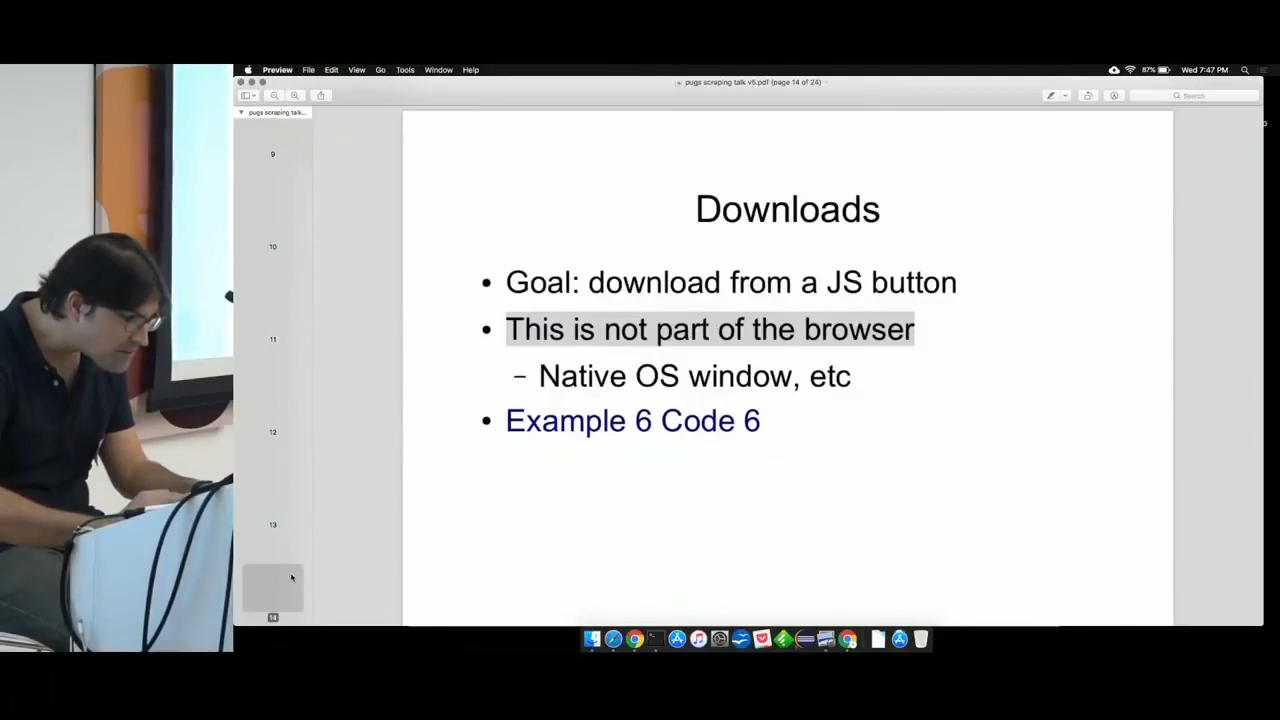 Preview File Edit View Go Tools Window Help
87% Wed 7:47 PM
pugs scraping talk v5.pdf (page 14 of 24)
Search
pugs scraping talk...
9
10
11
12
13
14
Downloads
• Goal: download from a JS button
• This is not part of the browser
– Native OS window, etc
• Example 6 Code 6